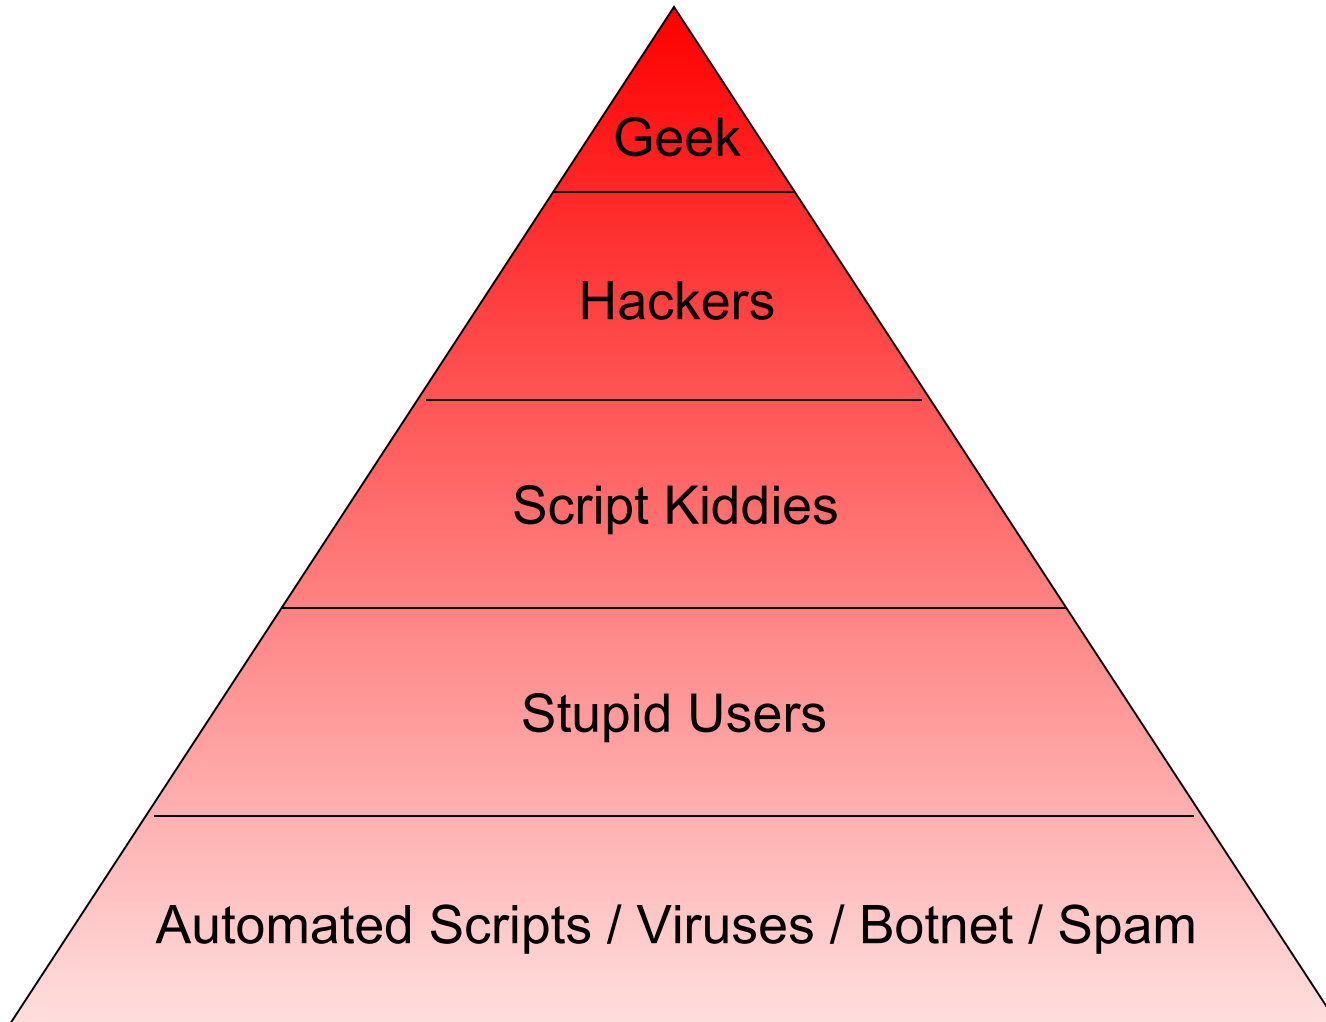 Geek
Hackers
Script Kiddies
Stupid Users
Automated Scripts / Viruses / Botnet / Spam